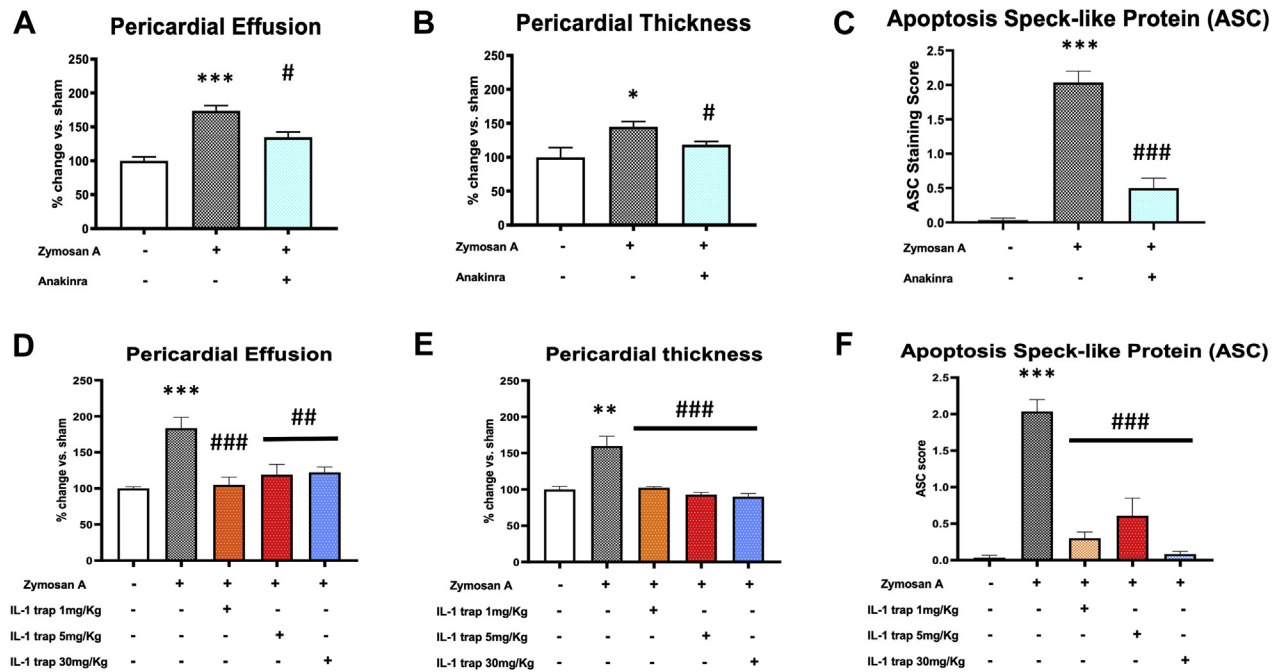 A
Pericardial Effusion
% change vs. sham
250
200
150
100
50
0
***
#
Zymosan A - + +
Anakinra - - +
B
Pericardial Thickness
% change vs. sham
250
200
150
100
50
0
*
#
Zymosan A - + +
Anakinra - - +
C
Apoptosis Speck-like Protein (ASC)
ASC Staining Score
2.5
2.0
1.5
1.0
0.5
0.0
***
###
Zymosan A - + +
Anakinra - - +
D
Pericardial Effusion
% change vs. sham
250
200
150
100
50
0
***
###
##
Zymosan A - + + + +
IL-1 trap 1mg/Kg - - + - -
IL-1 trap 5mg/Kg - - - + -
IL-1 trap 30mg/Kg - - - - +
E
Pericardial thickness
% change vs. sham
250
200
150
100
50
0
**
###
Zymosan A - + + + +
IL-1 trap 1mg/Kg - - + - -
IL-1 trap 5mg/Kg - - - + -
IL-1 trap 30mg/Kg - - - - +
F
Apoptosis Speck-like Protein (ASC)
ASC score
2.5
2.0
1.5
1.0
0.5
0.0
***
###
Zymosan A - + + + +
IL-1 trap 1mg/Kg - - + - -
IL-1 trap 5mg/Kg - - - + -
IL-1 trap 30mg/Kg - - - - +